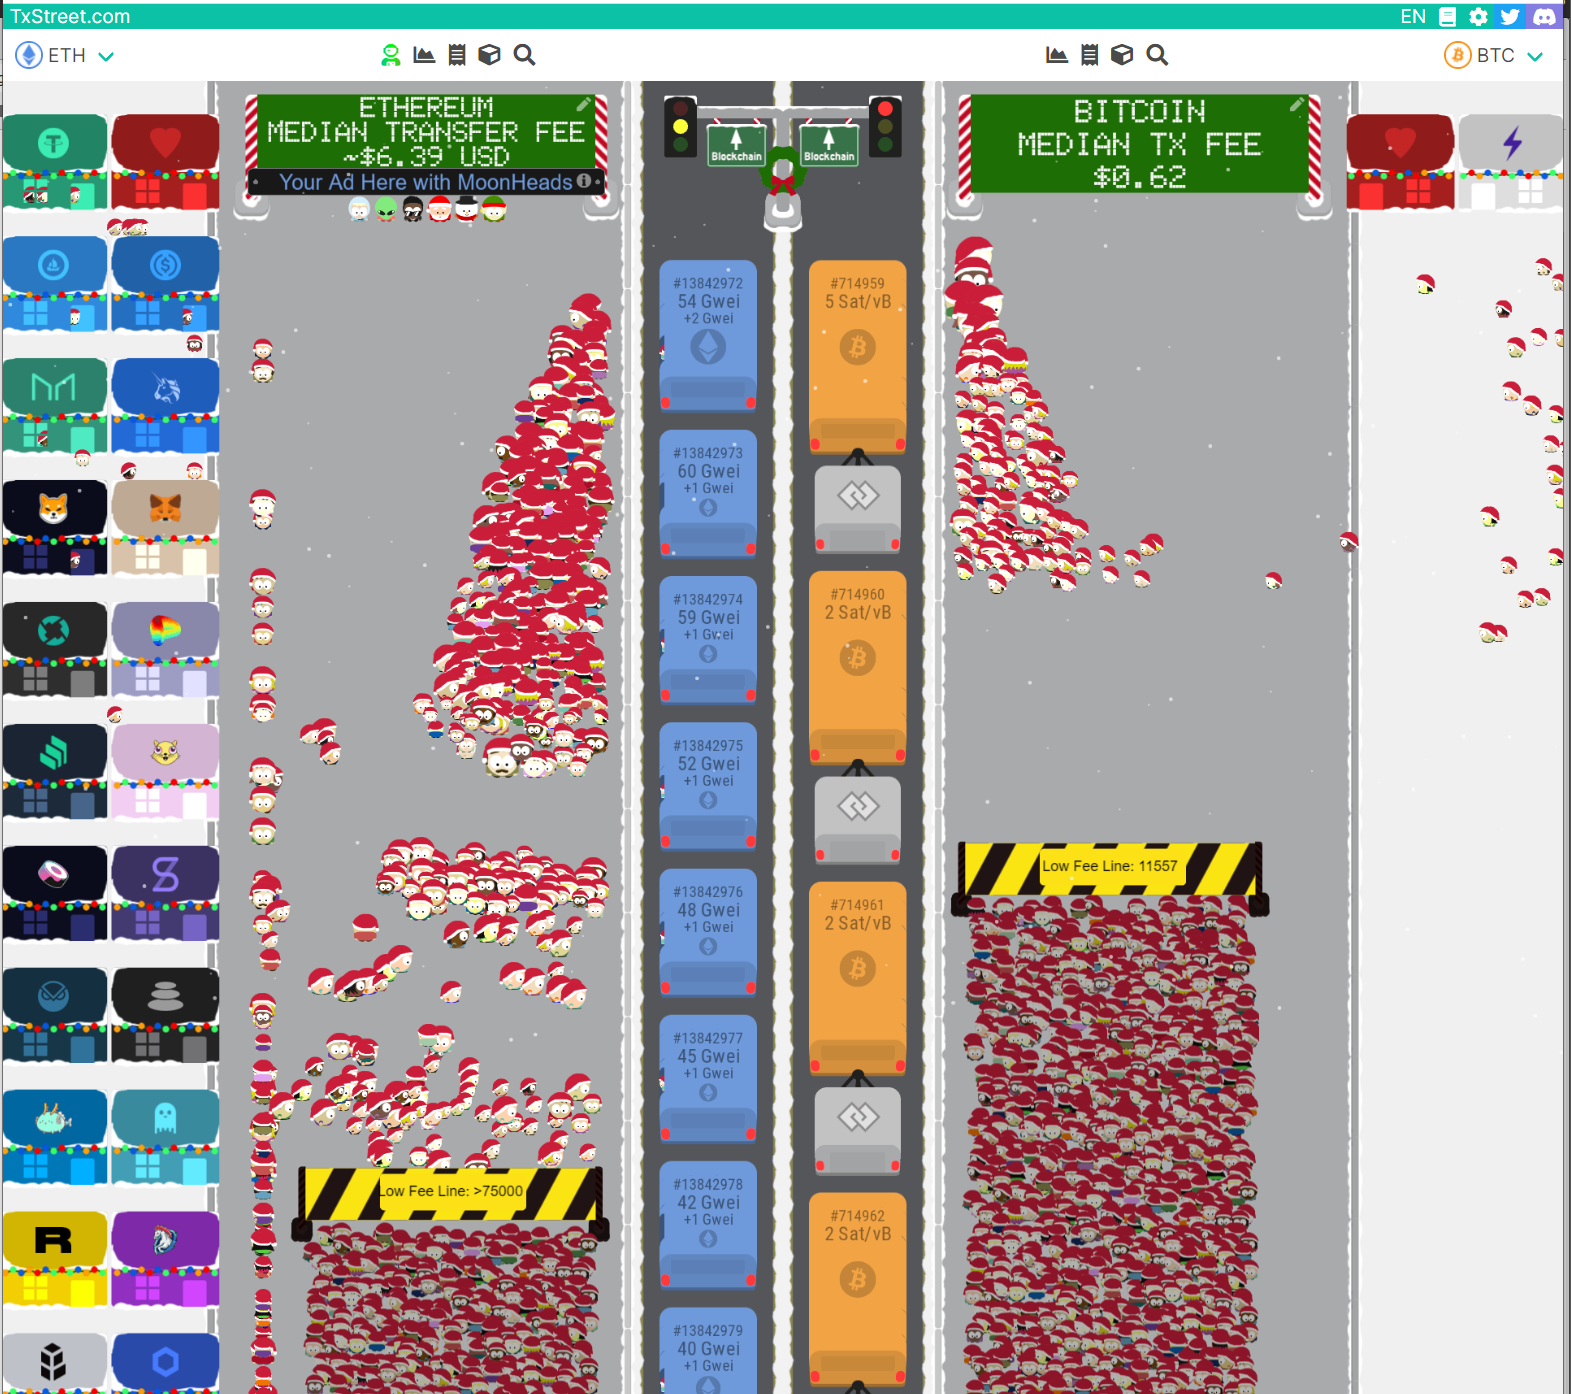 TxStreet.com
EN
ETH
BTC
ETHEREUM
MEDIAN TRANSFER FEE
~$6.39 USD
Your Ad Here with MoonHeads
Blockchain
Blockchain
BITCOIN
MEDIAN TX FEE
$0.62
#13842972
54 Gwei
+2 Gwei
#13842973
60 Gwei
+1 Gwei
#13842974
59 Gwei
+1 Gwei
#13842975
52 Gwei
+1 Gwei
#13842976
48 Gwei
+1 Gwei
#13842977
45 Gwei
+1 Gwei
#13842978
42 Gwei
+1 Gwei
#13842979
40 Gwei
+1 Gwei
#714959
5 Sat/vB
#714960
2 Sat/vB
#714961
2 Sat/vB
#714962
2 Sat/vB
Low Fee Line: >75000
Low Fee Line: 11557
R